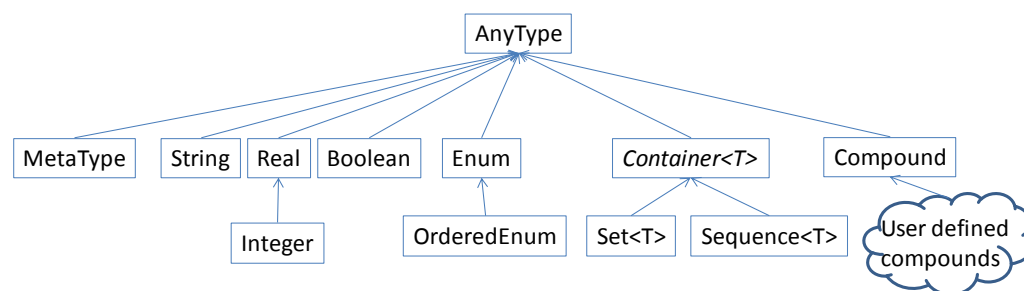 AnyType
MetaType
String
Real
Boolean
Enum
Container<T>
Compound
Integer
OrderedEnum
Set<T>
Sequence<T>
User defined
compounds